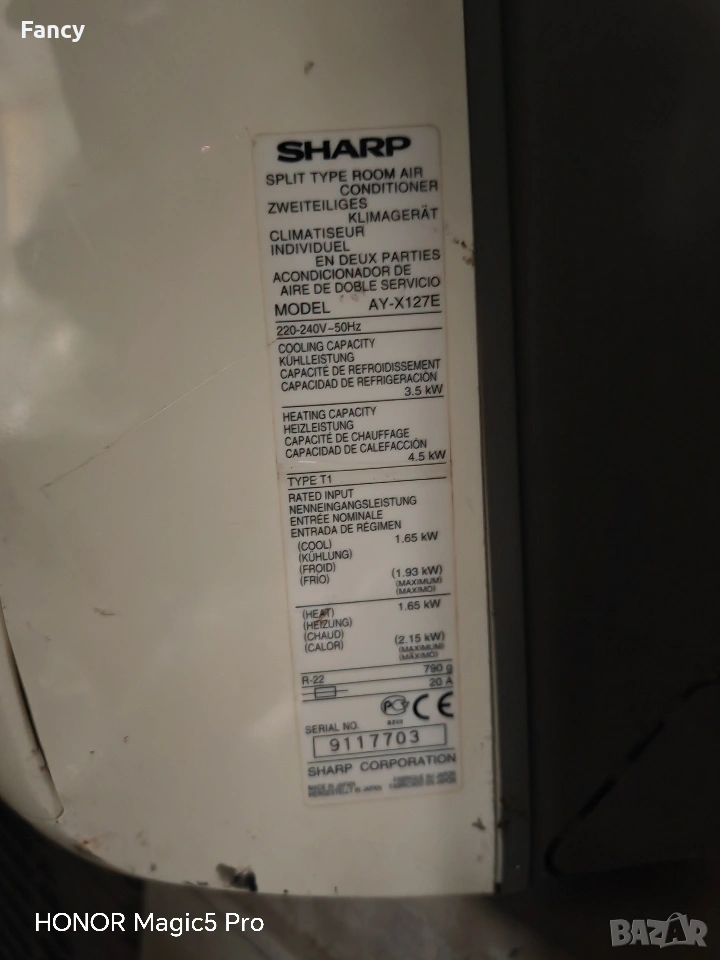 Fancy
SHARP
SPLIT TYPE ROOM AIR
CONDITIONER
ZWEITEILIGES
KLIMAGERÄT
CLIMATISEUR
INDIVIDUEL
EN DEUX PARTIES
ACONDICIONADOR DE
AIRE DE DOBLE SERVICIO
MODEL AY-X127E
220-240V~50Hz
COOLING CAPACITY
KÜHLLEISTUNG
CAPACITÉ DE REFROIDISSEMENT
CAPACIDAD DE REFRIGERACIÓN
3.5 kW
HEATING CAPACITY
HEIZLEISTUNG
CAPACITÉ DE CHAUFFAGE
CAPACIDAD DE CALEFACCIÓN
4.5 kW
TYPE T1
RATED INPUT
NENNEINGANGSLEISTUNG
ENTRÉE NOMINALE
ENTRADA DE RÉGIMEN
(COOL) 1.65 kW
(KÜHLUNG)
(FROID) (1.93 kW)
(FRÍO) (MAXIMUM)
(MAXIMO)
(HEAT) 1.65 kW
(HEIZUNG)
(CHAUD) (2.15 kW)
(CALOR) (MAXIMUM)
(MAXIMO)
R-22 790 g
20 A
CE
SERIAL NO.
9117703
SHARP CORPORATION
HONOR Magic5 Pro
BAZAR